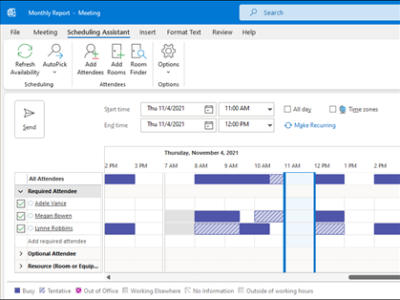 Monthly Report - Meeting
Search
File Meeting Scheduling Assistant Insert Format Text Review Help
Refresh Availability
AutoPick
Add Attendees
Add Rooms
Room Finder
Options
Scheduling Attendees Options
Send
Start time Thu 11/4/2021 11:00 AM All day Time zones
End time Thu 11/4/2021 12:00 PM Make Recurring
Thursday, November 4, 2021
2 PM 3 PM 7 AM 8 AM 9 AM 10 AM 11 AM 12 PM 1 PM 2 PM
All Attendees
Required Attendee
Adele Vance
Megan Bowen
Lynne Robbins
Add required attendee
Optional Attendee
Resource (Room or Equip...
Busy Tentative Out of Office Working Elsewhere No Information Outside of working hours